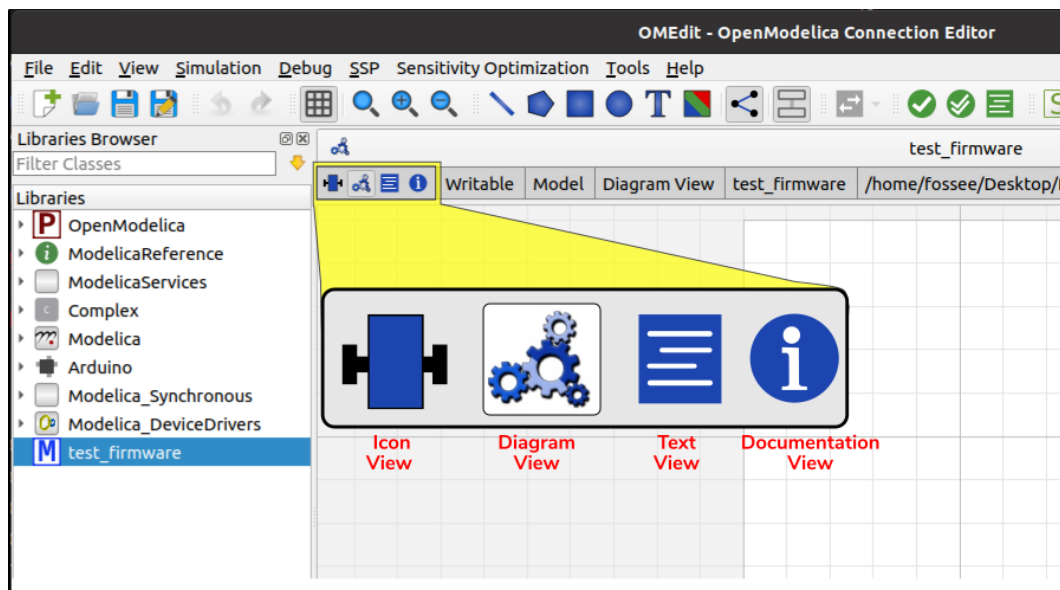 OMEdit - OpenModelica Connection Editor
File Edit View Simulation Debug SSP Sensitivity Optimization Tools Help
T
S
Libraries Browser
test_firmware
Filter Classes
Writable Model Diagram View test_firmware /home/fossee/Desktop/
Libraries
P OpenModelica
i ModelicaReference
ModelicaServices
C Complex
m Modelica
Arduino
Modelica_Synchronous
Modelica_DeviceDrivers
M test_firmware
i
Icon
View
Diagram
View
Text
View
Documentation
View